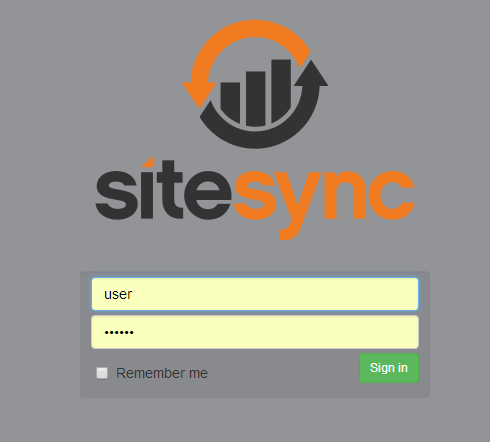 sitesync
user
••••••
Remember me
Sign in